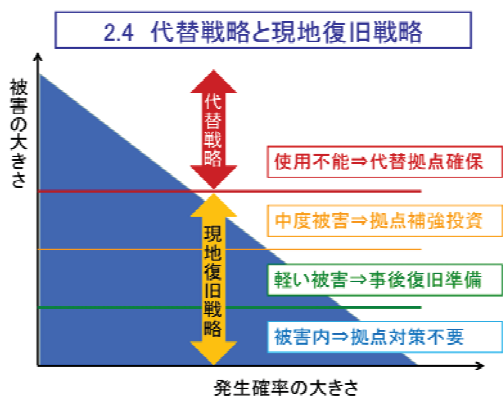 2.4 代替戦略と現地復旧戦略
被害の大きさ
代替戦略
使用不能⇒代替拠点確保
中度被害⇒拠点補強投資
現地復旧戦略
軽い被害⇒事後復旧準備
被害内⇒拠点対策不要
発生確率の大きさ